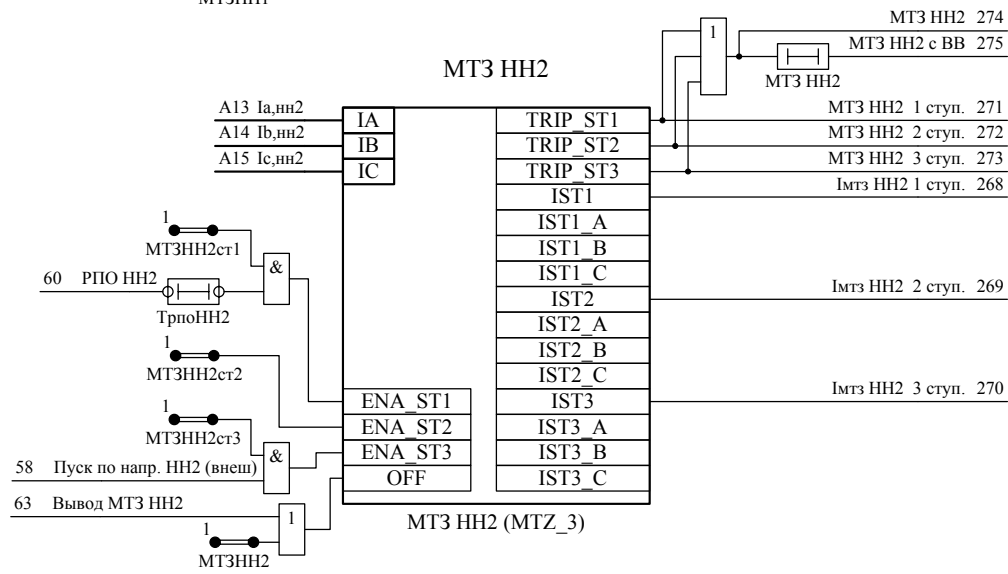 МТЗНН1
МТЗ НН2 274
1
МТЗ НН2 с ВВ 275
МТЗ НН2
МТЗ НН2
A13 Ia,нн2
IA
TRIP_ST1
МТЗ НН2 1 ступ. 271
A14 Ib,нн2
IB
TRIP_ST2
МТЗ НН2 2 ступ. 272
A15 Ic,нн2
IC
TRIP_ST3
МТЗ НН2 3 ступ. 273
IST1
Iмтз НН2 1 ступ. 268
1
IST1_A
МТЗНН2ст1
IST1_B
&
60 РПО НН2
IST1_C
IST2
Iмтз НН2 2 ступ. 269
ТрпоНН2
IST2_A
1
IST2_B
МТЗНН2ст2
IST2_C
ENA_ST1
IST3
Iмтз НН2 3 ступ. 270
1
ENA_ST2
IST3_A
МТЗНН2ст3
&
ENA_ST3
IST3_B
58 Пуск по напр. НН2 (внеш)
OFF
IST3_C
63 Вывод МТЗ НН2
1
1
МТЗ НН2 (MTZ_3)
МТЗНН2